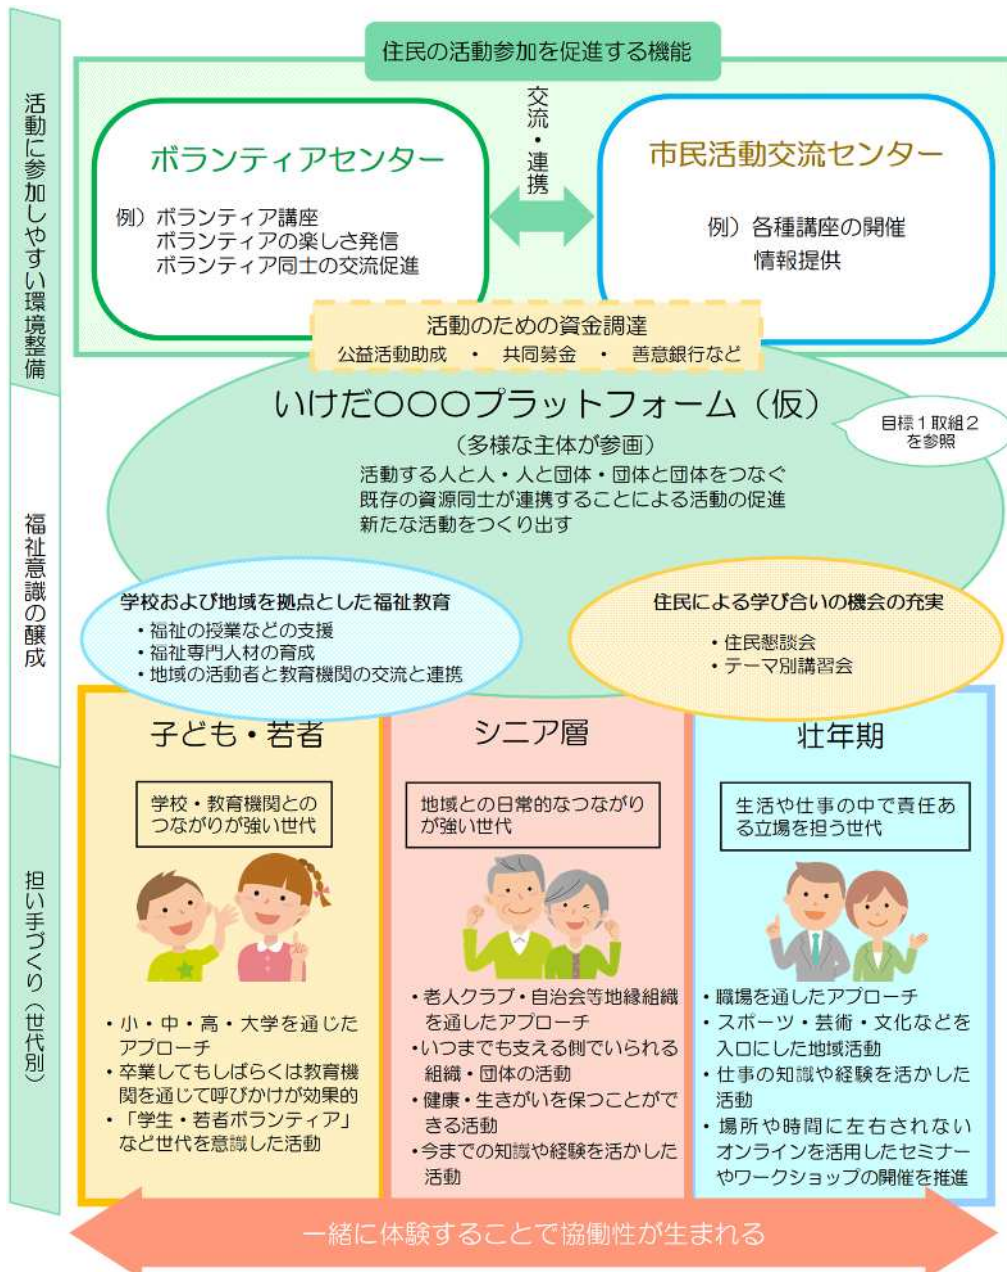 住民の活動参加を促進する機能
活動に参加しやすい環境整備
交流・連携
ボランティアセンター
例）ボランティア講座
ボランティアの楽しさ発信
ボランティア同士の交流促進
市民活動交流センター
例）各種講座の開催
情報提供
活動のための資金調達
公益活動助成　・　共同募金　・　善意銀行など
いけだ〇〇〇プラットフォーム（仮）
目標１取組２
を参照
（多様な主体が参画）
活動する人と人・人と団体・団体と団体をつなぐ
既存の資源同士が連携することによる活動の促進
新たな活動をつくり出す
福祉意識の醸成
学校および地域を拠点とした福祉教育
・福祉の授業などの支援
・福祉専門人材の育成
・地域の活動者と教育機関の交流と連携
住民による学び合いの機会の充実
・住民懇談会
・テーマ別講習会
担い手づくり（世代別）
子ども・若者
学校・教育機関との
つながりが強い世代
・小・中・高・大学を通じた
アプローチ
・卒業してもしばらくは教育機
関を通じて呼びかけが効果的
・「学生・若者ボランティア」
など世代を意識した活動
シニア層
地域との日常的なつながり
が強い世代
・老人クラブ・自治会等地縁組織
を通したアプローチ
・いつまでも支える側でいられる
組織・団体の活動
・健康・生きがいを保つことがで
きる活動
・今までの知識や経験を活かした
活動
壮年期
生活や仕事の中で責任あ
る立場を担う世代
・職場を通したアプローチ
・スポーツ・芸術・文化などを
入口にした地域活動
・仕事の知識や経験を活かした
活動
・場所や時間に左右されない
オンラインを活用したセミナー
やワークショップの開催を推進
一緒に体験することで協働性が生まれる